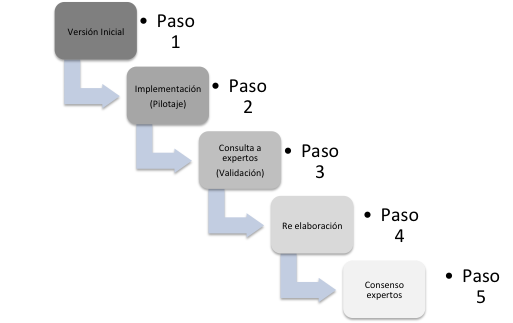 Versión Inicial
• Paso
1
Implementación
(Pilotaje)
• Paso
2
Consulta a
expertos
(Validación)
• Paso
3
Re elaboración
• Paso
4
Consenso
expertos
• Paso
5